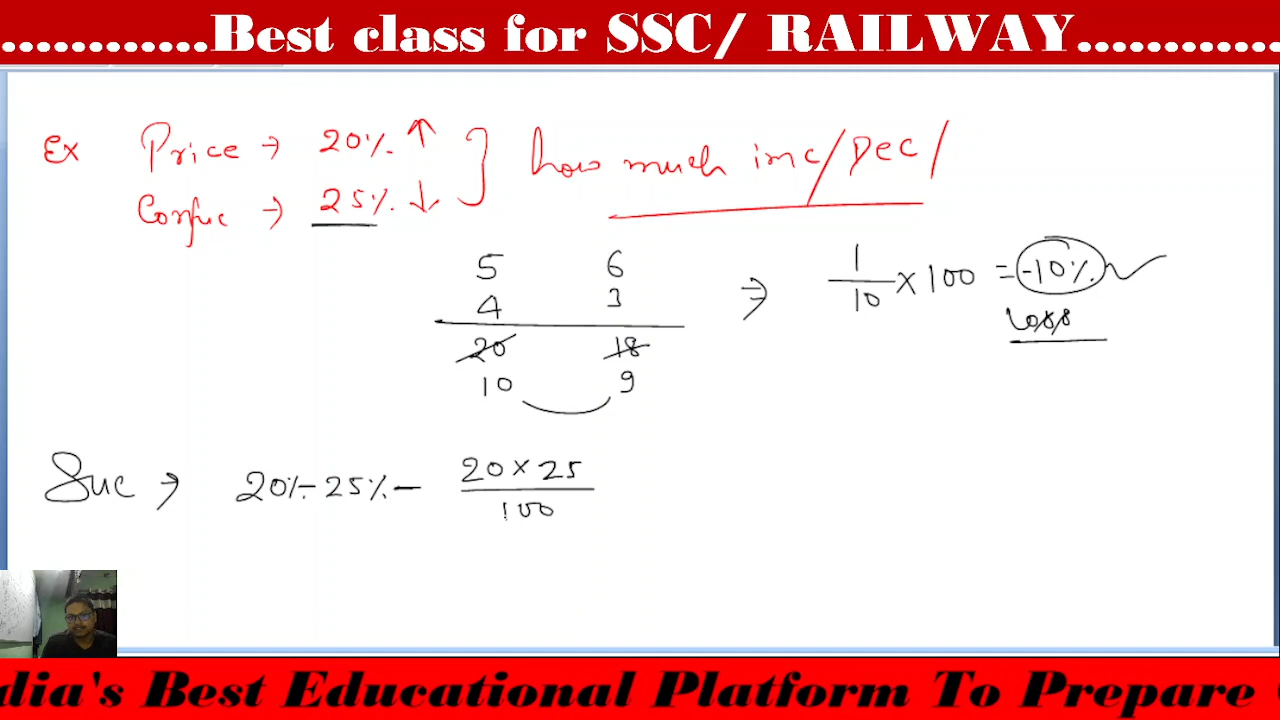 ............Best class for SSC/ RAILWAY............
Ex Price → 20% ↑ } how much inc/Dec/
→ 25% ↓
5 6
4 3
→ 1/10 × 100 = -10% ✓
20 18
loss
10 9
Suc → 20% - 25% - 20 × 25 / 100
dia's Best Educational Platform To Prepare